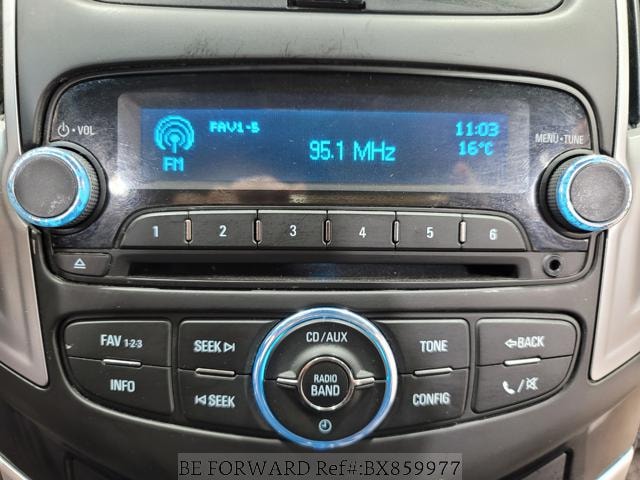 VOL
MENU • TUNE
FAV1-5
11:03
FM
95.1 MHz
16°C
1 2 3 4 5 6
FAV 1-2-3
SEEK
CD/AUX
TONE
BACK
INFO
SEEK
RADIO
BAND
CONFIG
BE FORWARD Ref#:BX859977